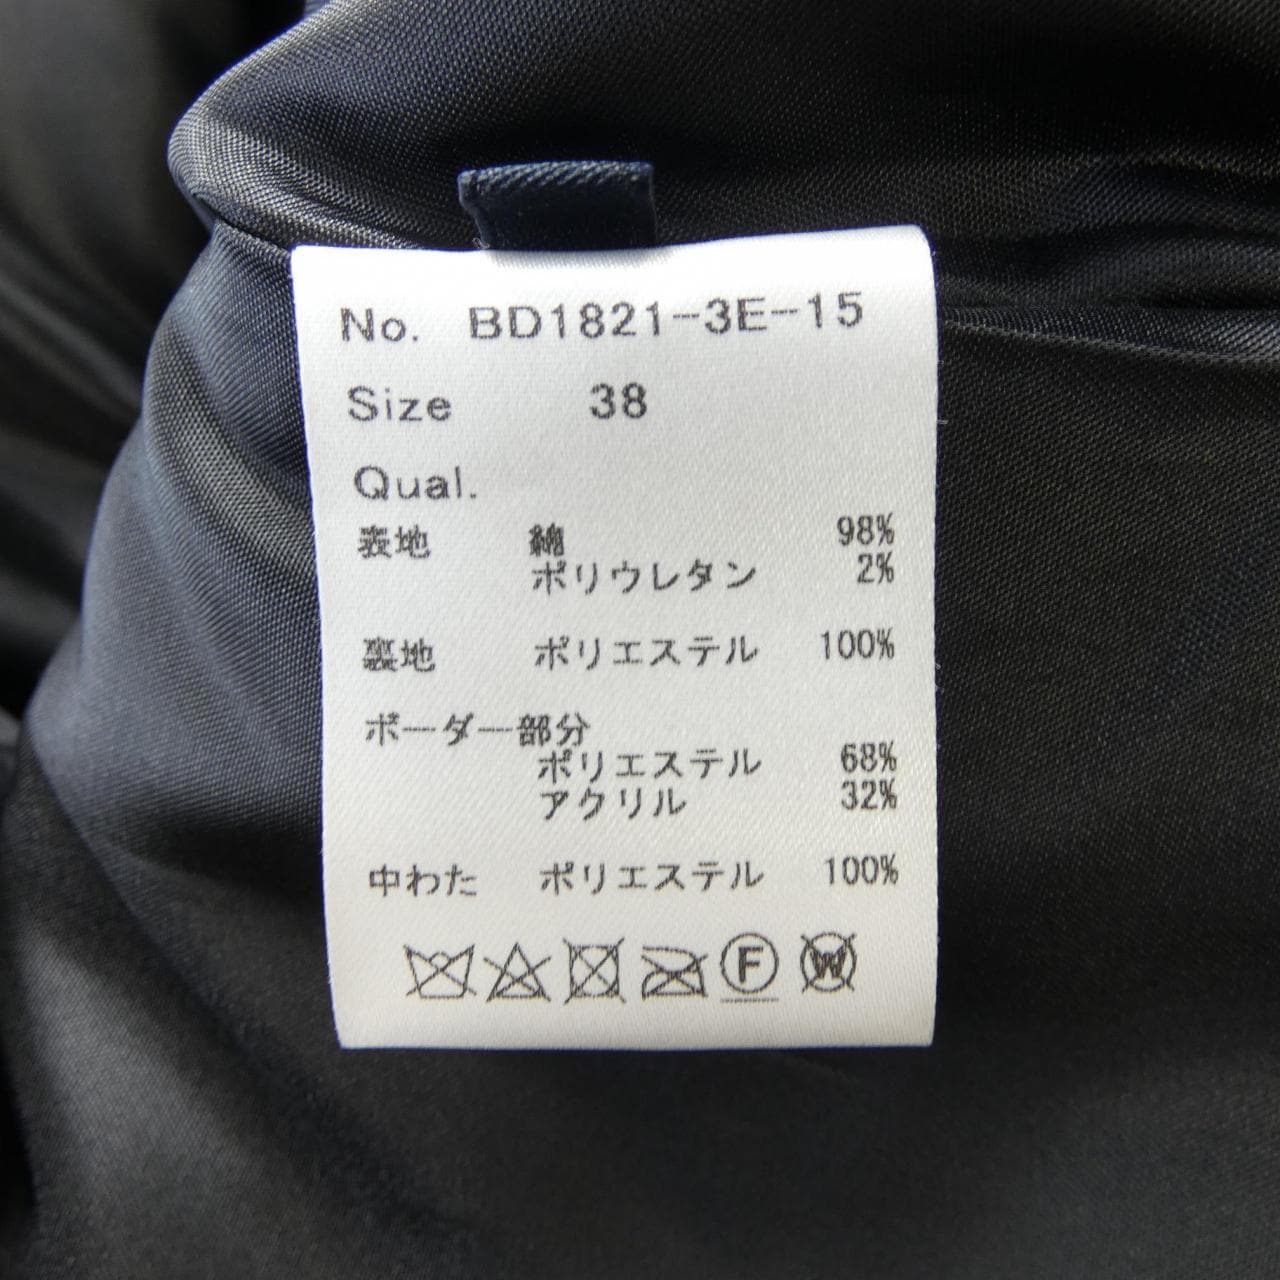 No. BD1821-3E-15
Size 38
Qual.
表地 綿 98%
ポリウレタン 2%
裏地 ポリエステル 100%
ボーダー部分
ポリエステル 68%
アクリル 32%
中わた ポリエステル 100%
F W